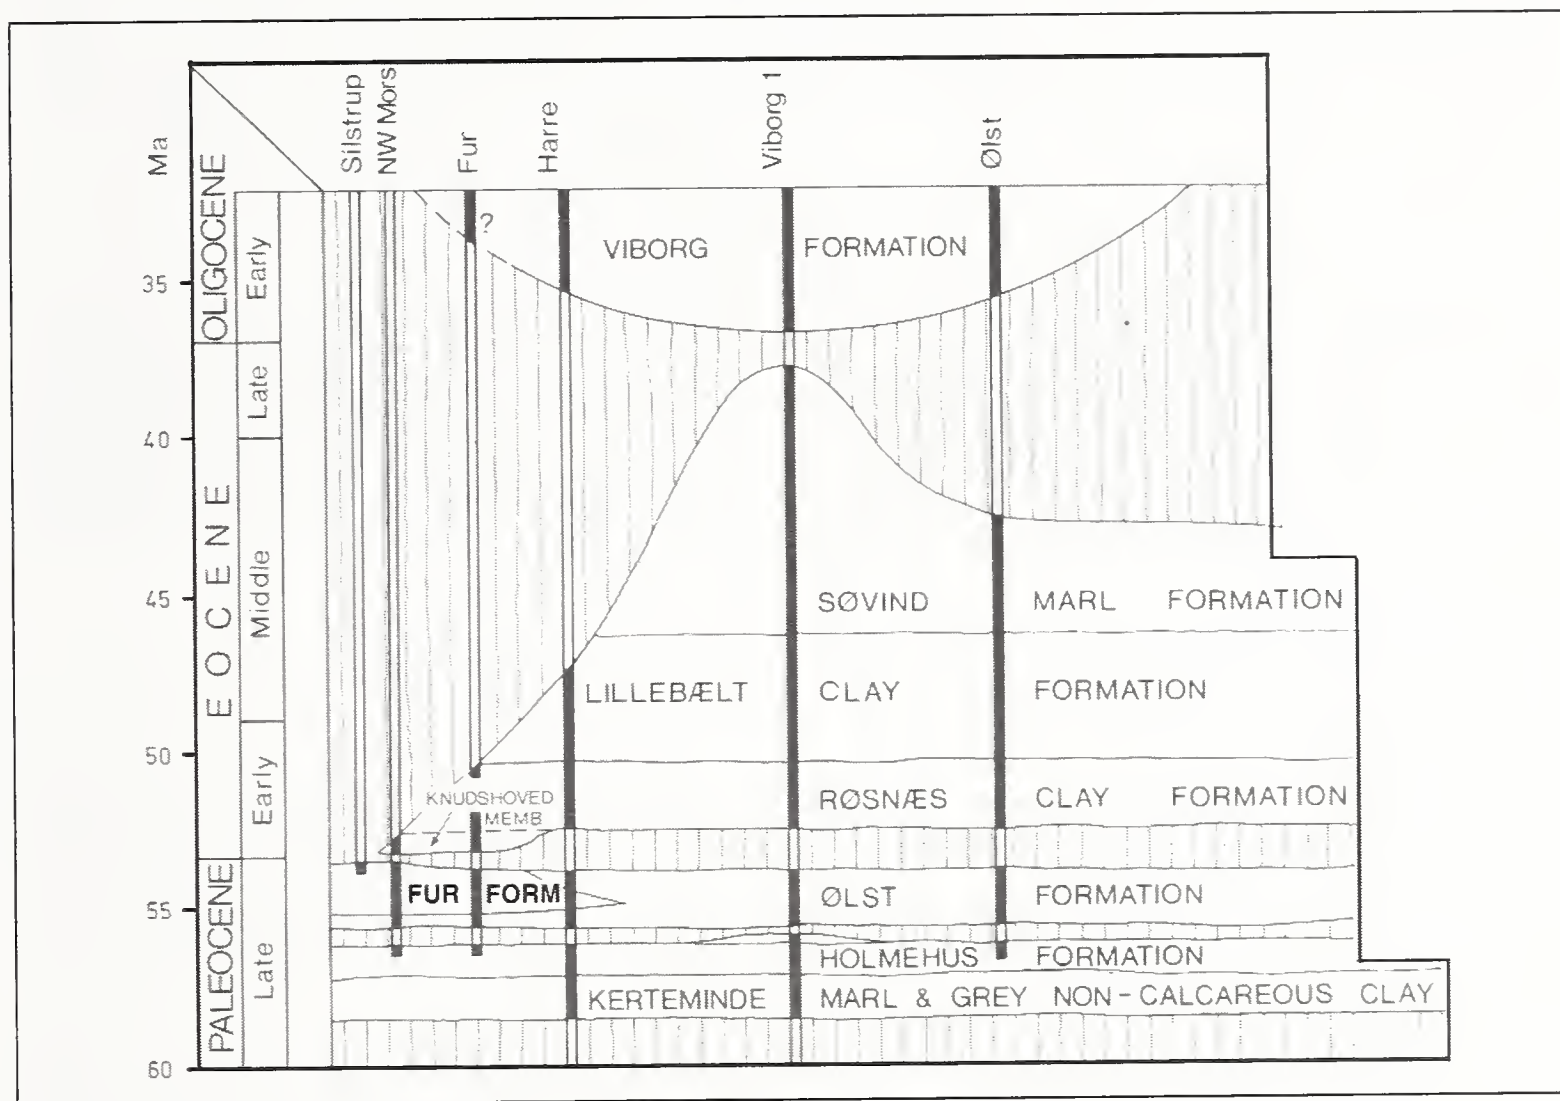 Ma
Silstrup
NW Mors
Fur
Harre
Viborg 1
Ølst
OLIGOCENE
Early
?
VIBORG FORMATION
35
Late
40
EOCENE
Middle
45
SØVIND MARL FORMATION
LILLEBÆLT CLAY FORMATION
50
Early
KNUDSHOVED
MEMB
RØSNÆS CLAY FORMATION
PALEOCENE
Late
FUR FORM
55
ØLST FORMATION
HOLMEHUS FORMATION
KERTEMINDE MARL & GREY NON-CALCAREOUS CLAY
60